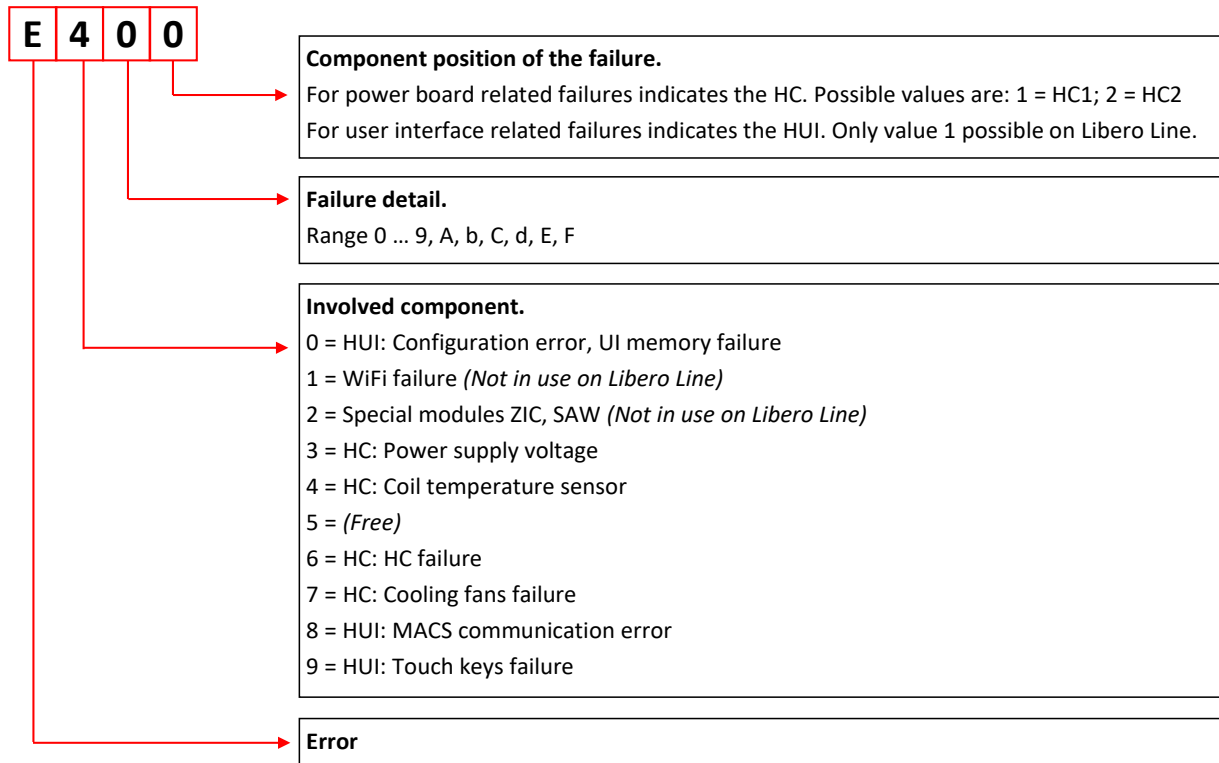 E 4 0 0
Component position of the failure.
For power board related failures indicates the HC. Possible values are: 1 = HC1; 2 = HC2
For user interface related failures indicates the HUI. Only value 1 possible on Libero Line.
Failure detail.
Range 0 … 9, A, b, C, d, E, F
Involved component.
0 = HUI: Configuration error, UI memory failure
1 = WiFi failure (Not in use on Libero Line)
2 = Special modules ZIC, SAW (Not in use on Libero Line)
3 = HC: Power supply voltage
4 = HC: Coil temperature sensor
5 = (Free)
6 = HC: HC failure
7 = HC: Cooling fans failure
8 = HUI: MACS communication error
9 = HUI: Touch keys failure
Error